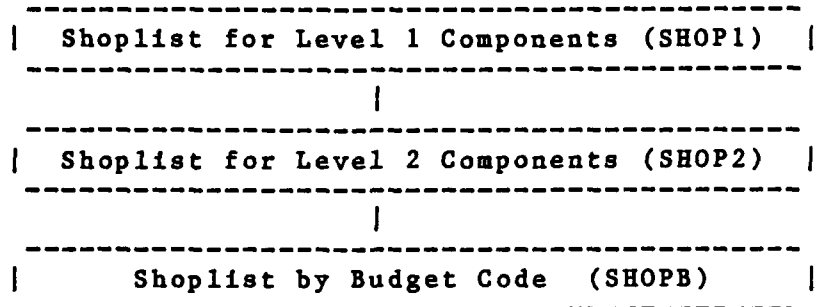 Shoplist for Level 1 Components (SHOP1)
Shoplist for Level 2 Components (SHOP2)
Shoplist by Budget Code (SHOPB)